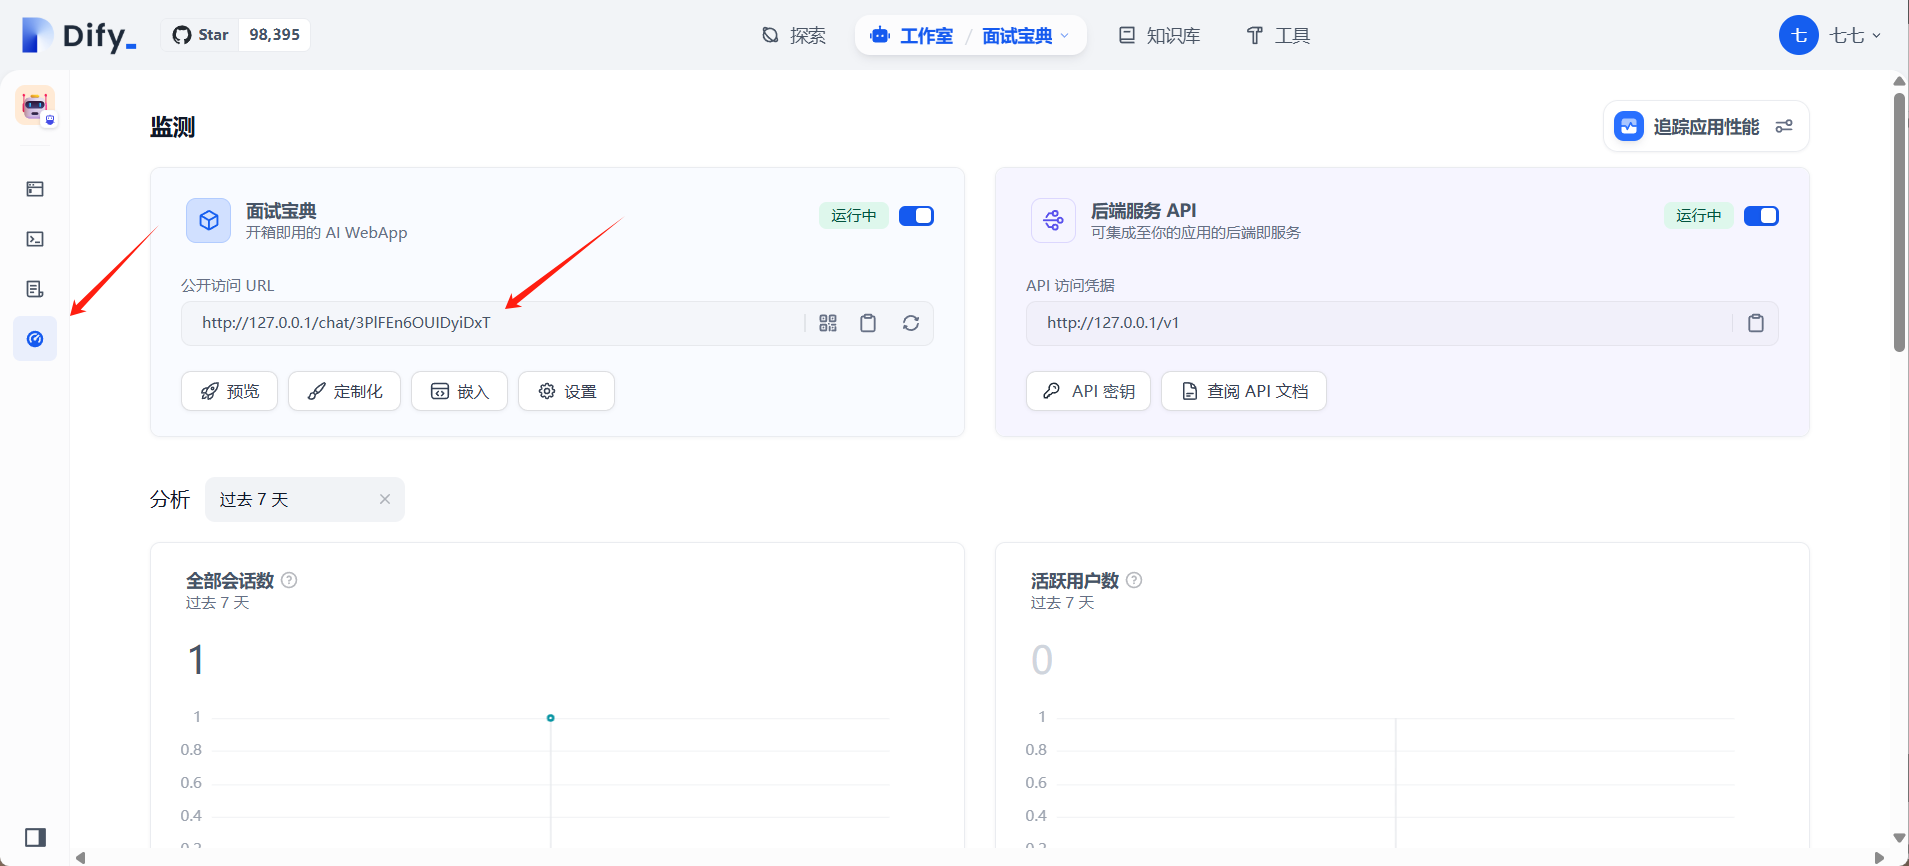 Dify_
Star 98,395
探索
工作室 / 面试宝典
知识库
工具
七 七七
监测
追踪应用性能
面试宝典
开箱即用的 AI WebApp
运行中
公开访问 URL
http://127.0.0.1/chat/3PlFEn6OUIDyiDxT
预览
定制化
嵌入
设置
后端服务 API
可集成至你的应用的后端即服务
运行中
API 访问凭据
http://127.0.0.1/v1
API 密钥
查阅 API 文档
分析
过去 7 天
全部会话数
过去 7 天
1
1
0.8
0.6
0.4
活跃用户数
过去 7 天
0
1
0.8
0.6
0.4